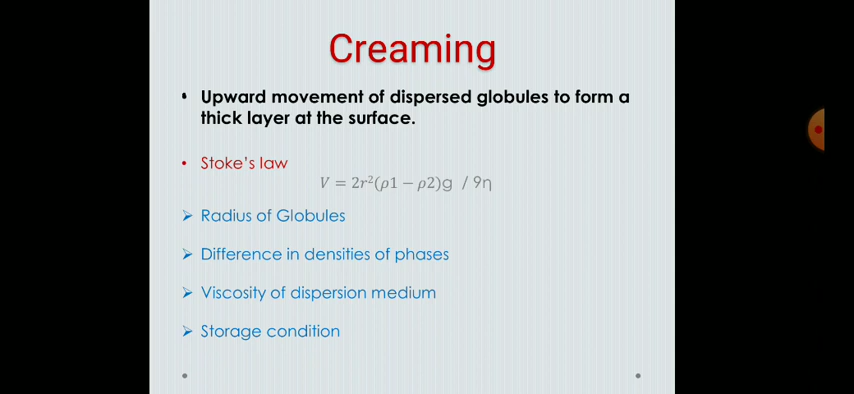 Creaming
• Upward movement of dispersed globules to form a
thick layer at the surface.
• Stoke's law
V = 2r²(ρ1 − ρ2)g / 9η
➢ Radius of Globules
➢ Difference in densities of phases
➢ Viscosity of dispersion medium
➢ Storage condition